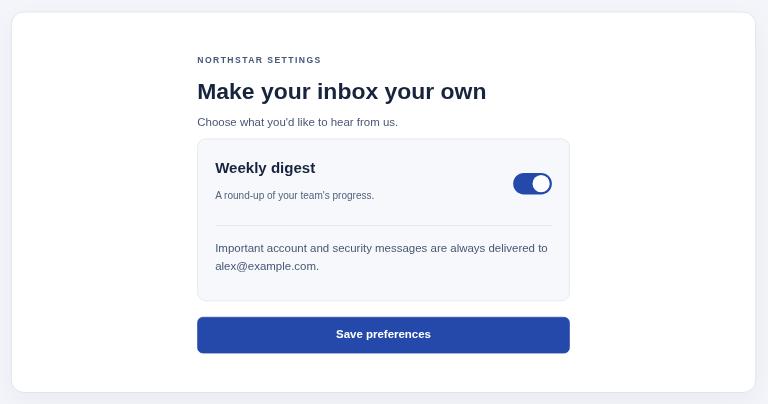 NORTHSTAR SETTINGS
Make your inbox your own
Choose what you'd like to hear from us.
Weekly digest
A round-up of your team's progress.
Important account and security messages are always delivered to
alex@example.com.
Save preferences